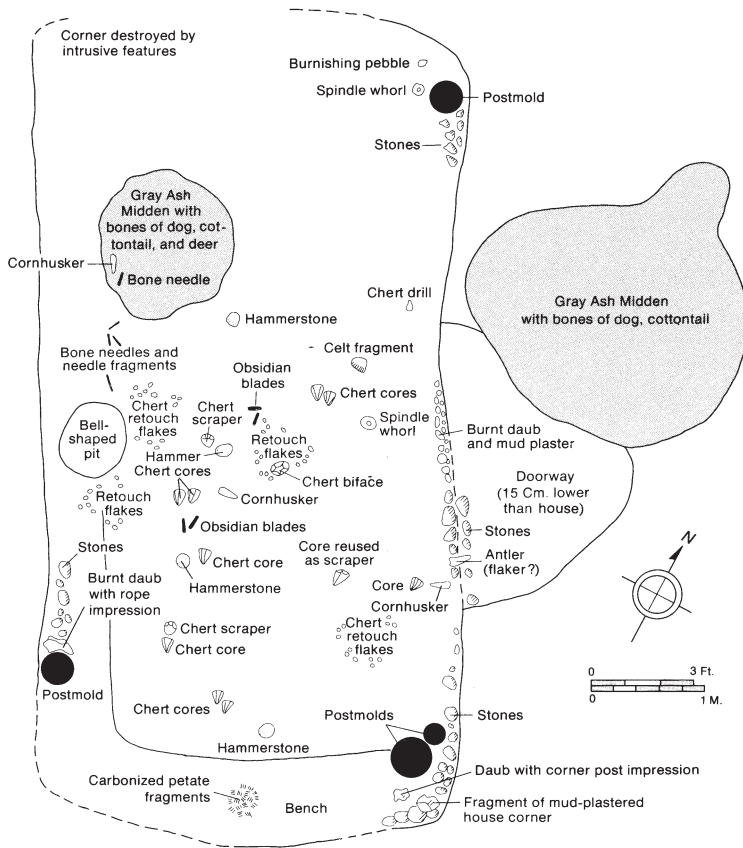 Corner destroyed by
intrusive features
Burnishing pebble
Spindle whorl
Postmold
Stones
Gray Ash
Midden with
bones of dog, cot-
tontail, and deer
Cornhusker
Bone needle
Gray Ash Midden
with bones of dog, cottontail
Chert drill
Hammerstone
Bone needles and
needle fragments
Celt fragment
Obsidian
blades
Chert cores
Chert
retouch
flakes
Chert
scraper
Spindle
whorl
Burnt daub
and mud plaster
Bell-
shaped
pit
Retouch
flakes
Hammer
Chert cores
Chert biface
Doorway
(15 Cm. lower
than house)
Retouch
flakes
Cornhusker
Obsidian blades
Stones
Stones
Core reused
as scraper
Antler
(flaker?)
N
Chert core
Burnt daub
with rope
impression
Hammerstone
Core
Cornhusker
Chert scraper
Chert
retouch
flakes
Chert core
0 3 Ft.
0 1 M.
Postmold
Chert cores
Postmolds
Stones
Hammerstone
Daub with corner post impression
Carbonized petate
fragments
Bench
Fragment of mud-plastered
house corner